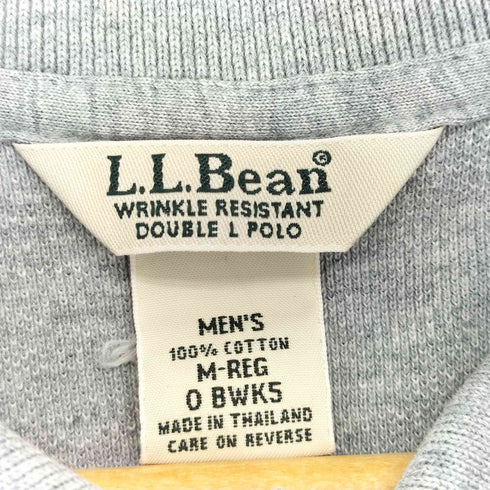 L.L.Bean®
WRINKLE RESISTANT
DOUBLE L POLO
MEN'S
100% COTTON
M-REG
0 BWK5
MADE IN THAILAND
CARE ON REVERSE